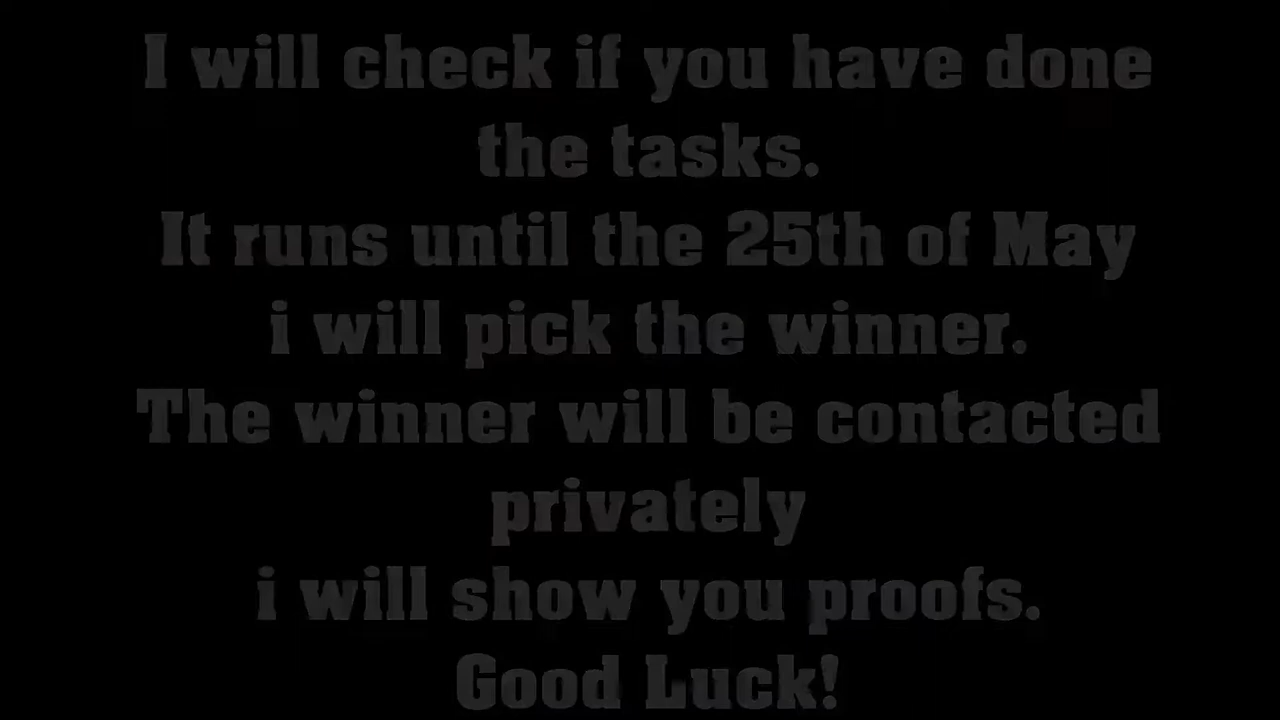 I will check if you have done
the tasks.
It runs until the 25th of May
i will pick the winner.
The winner will be contacted
privately
i will show you proofs.
Good Luck!